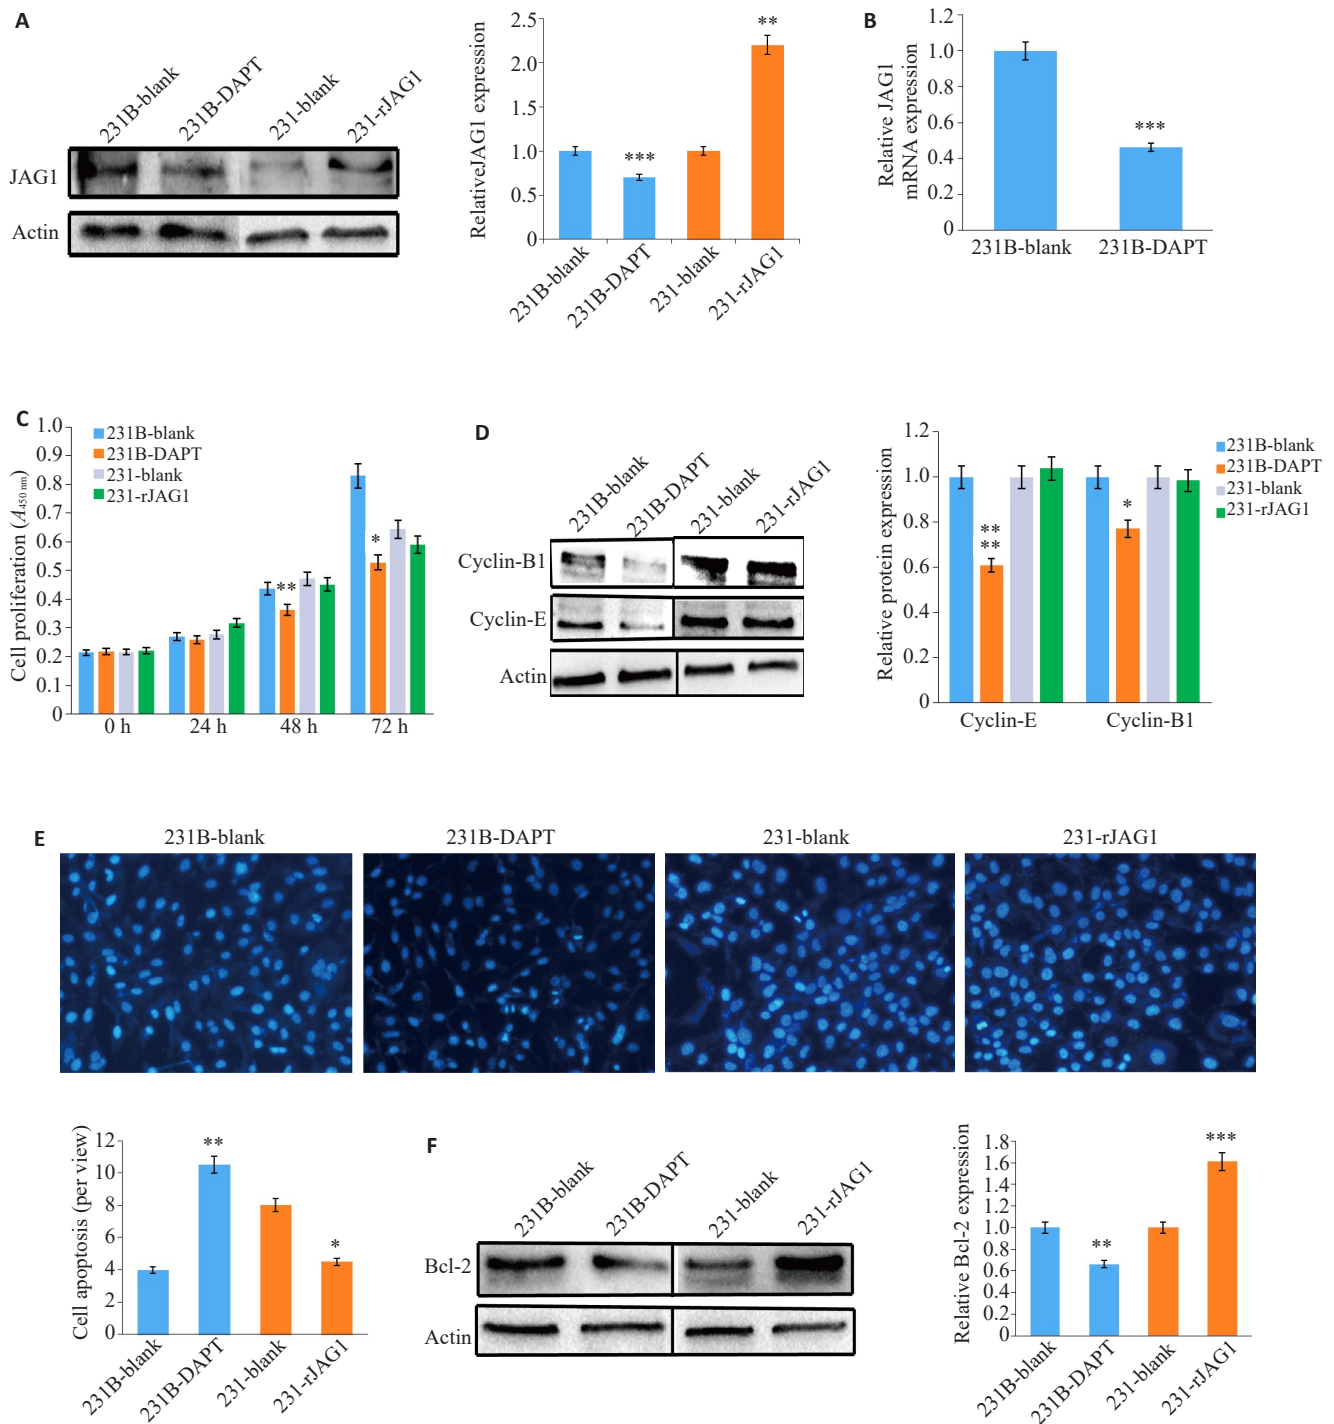 A
231B-blank
231B-DAPT
231-blank
231-rJAG1
JAG1
Actin
RelativeJAG1 expression
2.5
2.0
1.5
1.0
0.5
0
**
***
231B-blank
231B-DAPT
231-blank
231-rJAG1
B
Relative JAG1
mRNA expression
1.2
1.0
0.8
0.6
0.4
0.2
0
***
231B-blank
231B-DAPT
C
Cell proliferation (A450 nm)
1.0
0.9
0.8
0.7
0.6
0.5
0.4
0.3
0.2
0.1
0
231B-blank
231B-DAPT
231-blank
231-rJAG1
**
*
0 h
24 h
48 h
72 h
D
231B-blank
231B-DAPT
231-blank
231-rJAG1
Cyclin-B1
Cyclin-E
Actin
Relative protein expression
1.2
1.0
0.8
0.6
0.4
0.2
0
**
**
*
Cyclin-E
Cyclin-B1
231B-blank
231B-DAPT
231-blank
231-rJAG1
E
231B-blank
231B-DAPT
231-blank
231-rJAG1
Cell apoptosis (per view)
12
10
8
6
4
2
0
**
*
231B-blank
231B-DAPT
231-blank
231-rJAG1
F
231B-blank
231B-DAPT
231-blank
231-rJAG1
Bcl-2
Actin
Relative Bcl-2 expression
1.8
1.6
1.4
1.2
1.0
0.8
0.6
0.4
0.2
0
**
***
231B-blank
231B-DAPT
231-blank
231-rJAG1